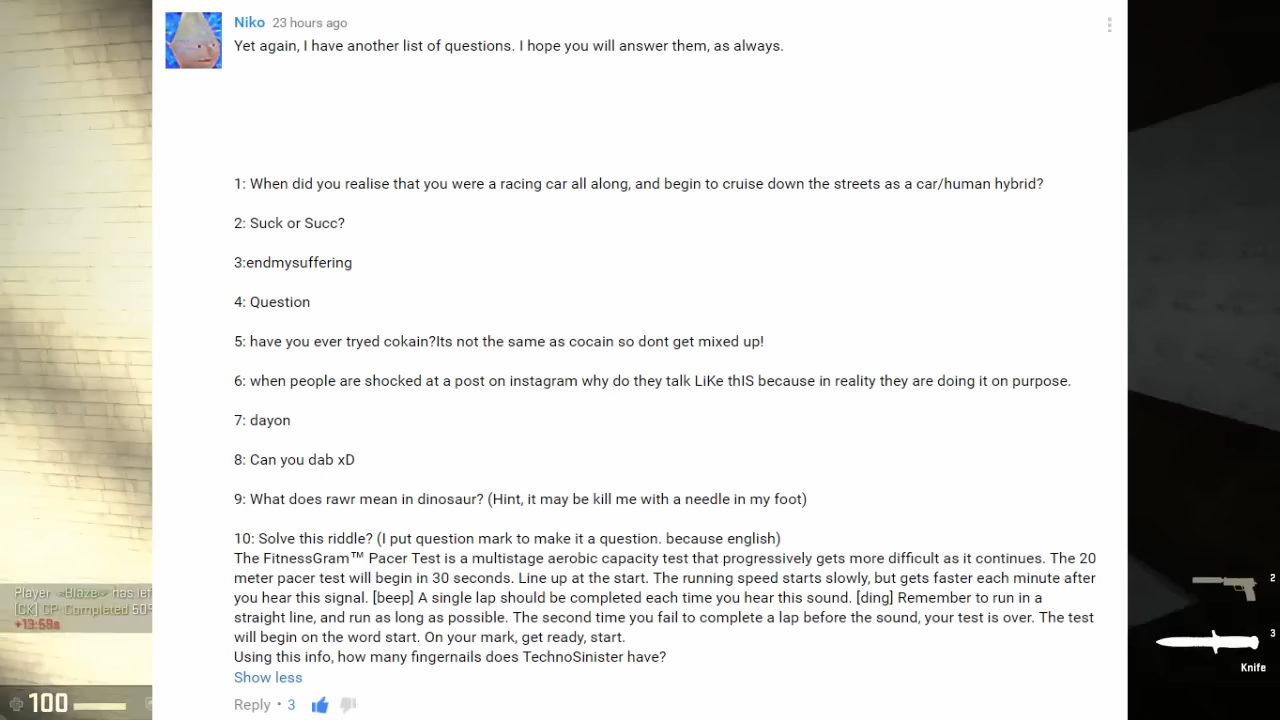 Niko 23 hours ago
Yet again, I have another list of questions. I hope you will answer them, as always.
1: When did you realise that you were a racing car all along, and begin to cruise down the streets as a car/human hybrid?
2: Suck or Succ?
3:endmysuffering
4: Question
5: have you ever tryed cokain?Its not the same as cocain so dont get mixed up!
6: when people are shocked at a post on instagram why do they talk LiKe thIS because in reality they are doing it on purpose.
7: dayon
8: Can you dab xD
9: What does rawr mean in dinosaur? (Hint, it may be kill me with a needle in my foot)
10: Solve this riddle? (I put question mark to make it a question. because english)
The FitnessGram™ Pacer Test is a multistage aerobic capacity test that progressively gets more difficult as it continues. The 20
meter pacer test will begin in 30 seconds. Line up at the start. The running speed starts slowly, but gets faster each minute after
you hear this signal. [beep] A single lap should be completed each time you hear this sound. [ding] Remember to run in a
straight line, and run as long as possible. The second time you fail to complete a lap before the sound, your test is over. The test
will begin on the word start. On your mark, get ready, start.
Using this info, how many fingernails does TechnoSinister have?
Show less
Reply • 3
Player <Blaze> has lef
[CK] CP: Completed 50%
+13:58s
100
2
3
Knife